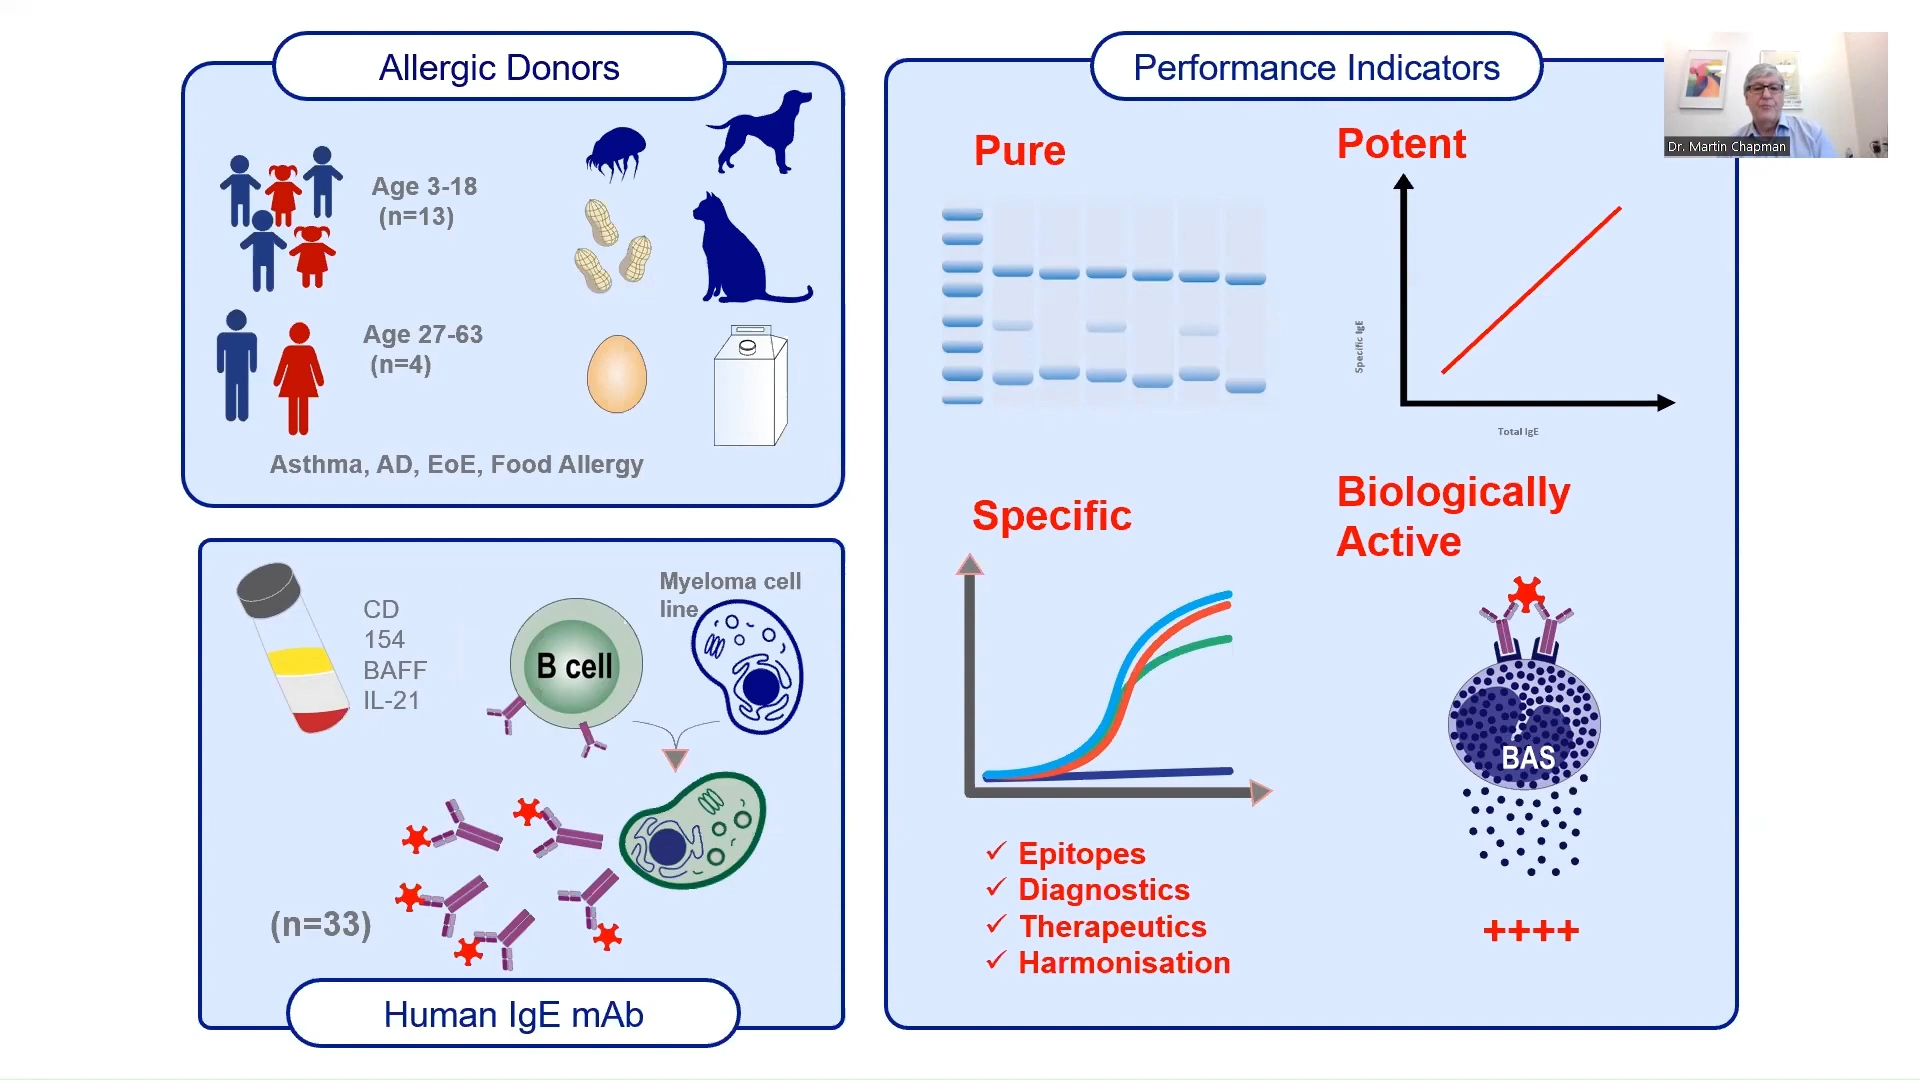 Allergic Donors
Age 3-18
(n=13)
Age 27-63
(n=4)
Asthma, AD, EoE, Food Allergy
CD
154
BAFF
IL-21
B cell
Myeloma cell
line
(n=33)
Human IgE mAb
Performance Indicators
Pure
Potent
Specific IgE
Total IgE
Specific
Biologically
Active
BAS
✓ Epitopes
✓ Diagnostics
✓ Therapeutics
✓ Harmonisation
++++
Dr. Martin Chapman